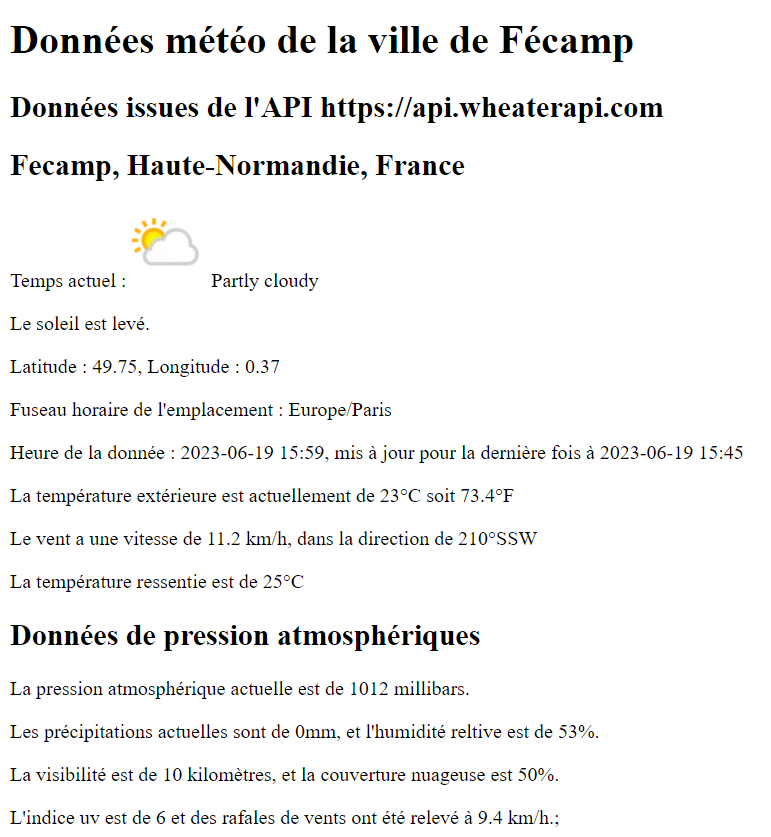 Données météo de la ville de Fécamp
Données issues de l'API https://api.wheaterapi.com
Fecamp, Haute-Normandie, France
Temps actuel : Partly cloudy
Le soleil est levé.
Latitude : 49.75, Longitude : 0.37
Fuseau horaire de l'emplacement : Europe/Paris
Heure de la donnée : 2023-06-19 15:59, mis à jour pour la dernière fois à 2023-06-19 15:45
La température extérieure est actuellement de 23°C soit 73.4°F
Le vent a une vitesse de 11.2 km/h, dans la direction de 210°SSW
La température ressentie est de 25°C
Données de pression atmosphériques
La pression atmosphérique actuelle est de 1012 millibars.
Les précipitations actuelles sont de 0mm, et l'humidité reltive est de 53%.
La visibilité est de 10 kilomètres, et la couverture nuageuse est 50%.
L'indice uv est de 6 et des rafales de vents ont été relevé à 9.4 km/h.;